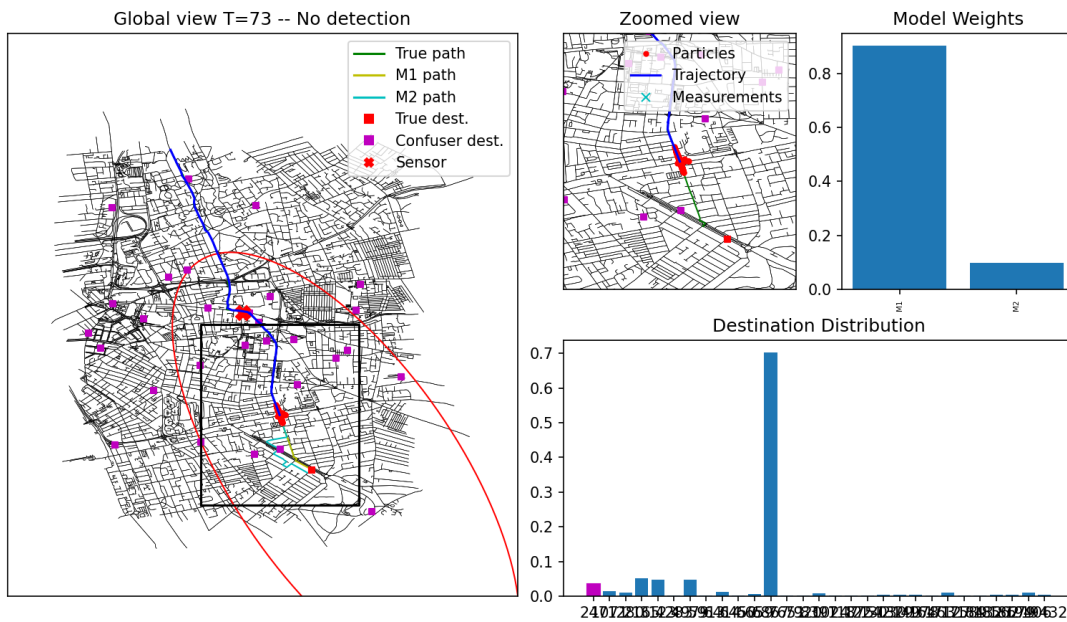 Global view T=73 -- No detection
True path
M1 path
M2 path
True dest.
Confuser dest.
Sensor
Zoomed view
Particles
Trajectory
Measurements
Model Weights
0.8
0.6
0.4
0.2
0.0
M1
M2
Destination Distribution
0.7
0.6
0.5
0.4
0.3
0.2
0.1
0.0